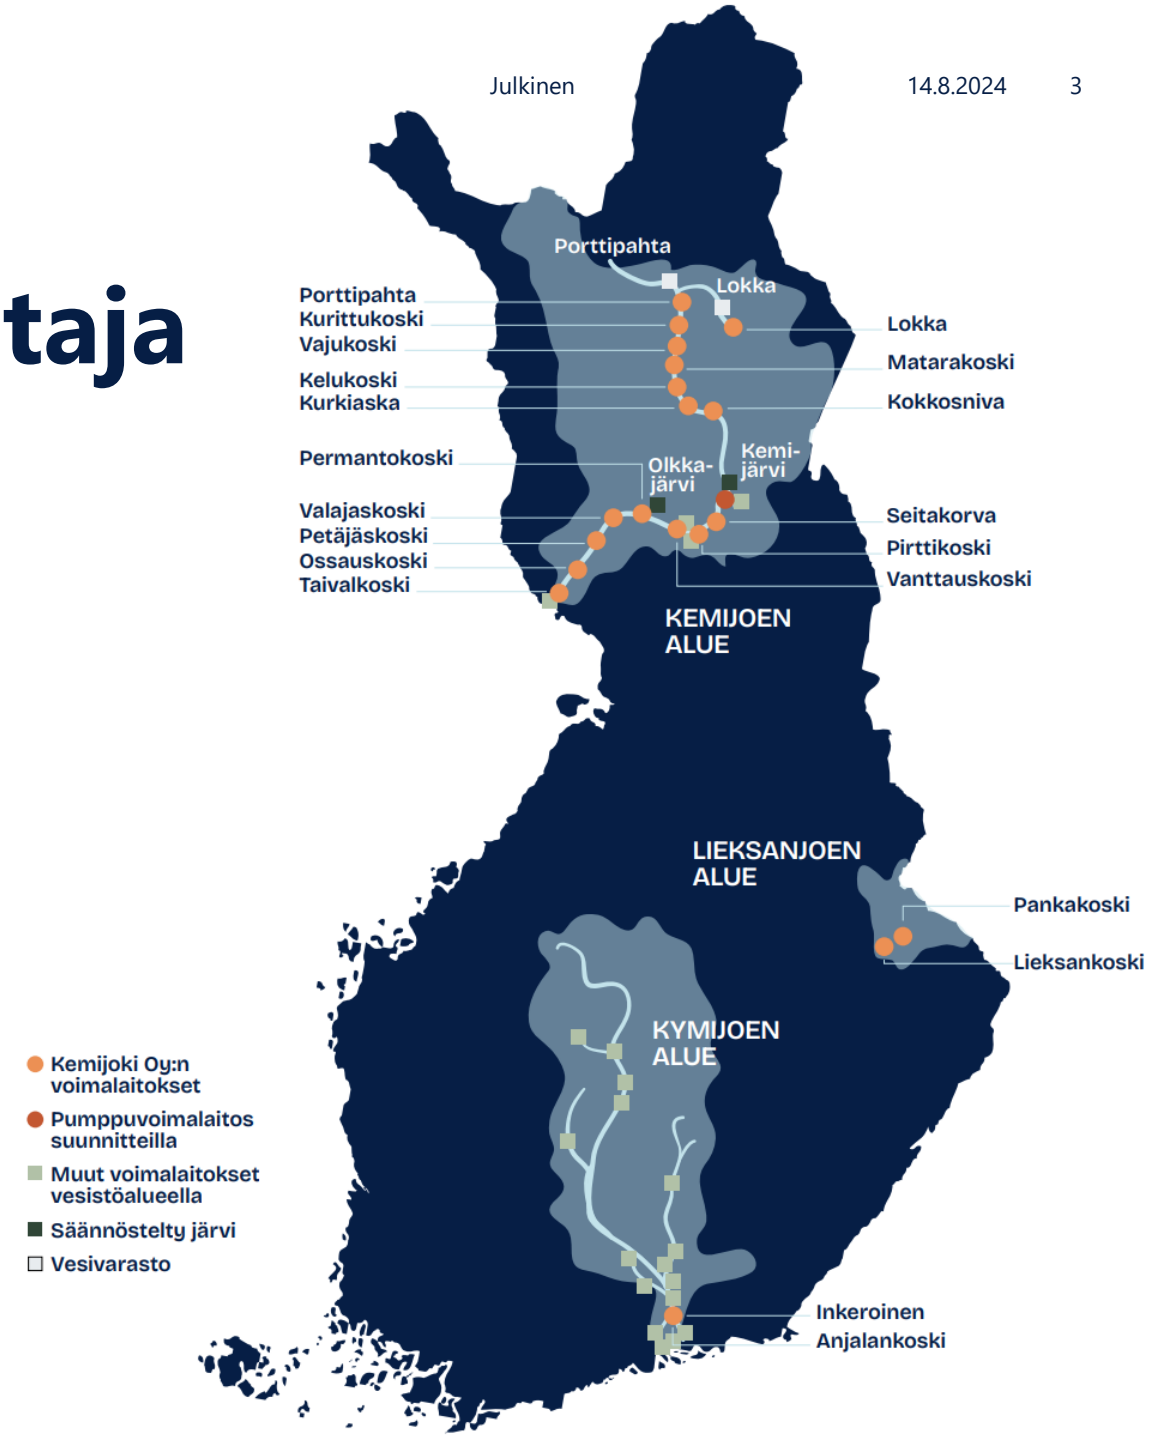 Julkinen
14.8.2024
3
taja
Porttipahta
Lokka
Porttipahta
Kurittukoski
Vajukoski
Kelukoski
Kurkiaska
Lokka
Matarakoski
Kokkosniva
Permantokoski
Olkka-
järvi
Kemi-
järvi
Valajaskoski
Petäjäskoski
Ossauskoski
Taivalkoski
Seitakorva
Pirttikoski
Vanttauskoski
KEMIJOEN
ALUE
LIEKSANJOEN
ALUE
Pankakoski
Lieksankoski
KYMIJOEN
ALUE
Kemijoki Oy:n
voimalaitokset
Pumppuvoimalaitos
suunnitteilla
Muut voimalaitokset
vesistöalueella
Säännöstelty järvi
Vesivarasto
Inkeroinen
Anjalankoski